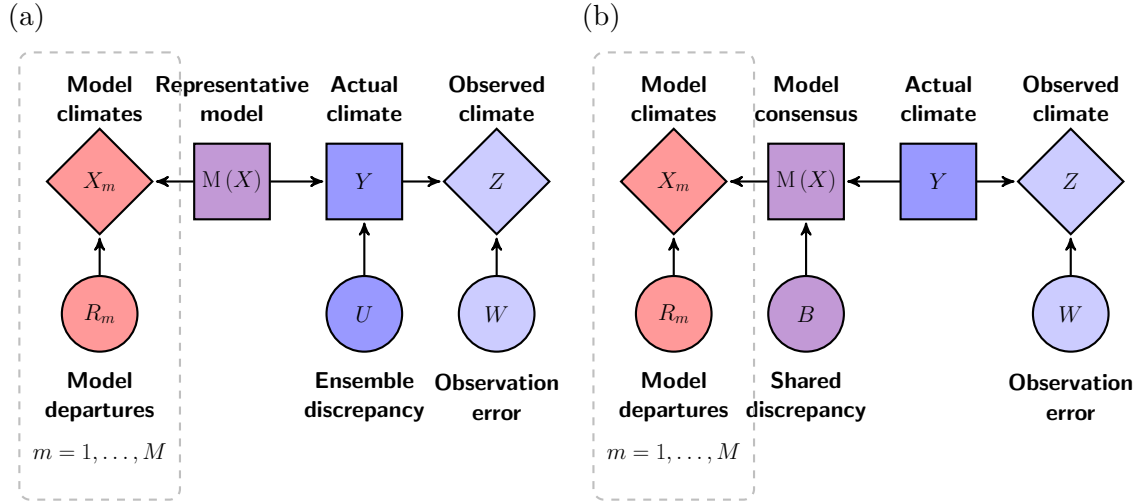 (a)
Model climates
Representative model
Actual climate
Observed climate
X_m
M (X)
Y
Z
R_m
U
W
Model departures
Ensemble discrepancy
Observation error
m = 1, . . . , M
(b)
Model climates
Model consensus
Actual climate
Observed climate
X_m
M (X)
Y
Z
R_m
B
W
Model departures
Shared discrepancy
Observation error
m = 1, . . . , M